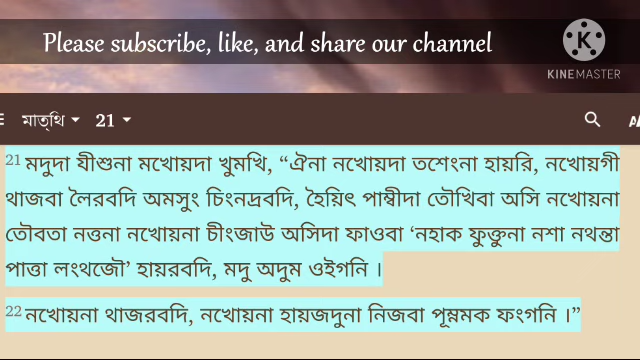 Please subscribe, like, and share our channel
KINEMASTER
মাত্থি 21
21 মদুদা যীশুনা মখোয়দা খুমখি, “ঐনা নখোয়দা তশেংনা হায়রি, নখোয়গী
থাজবা লৈরবদি অমসুং চিংনদ্রবদি, হৈয়িৎ পাম্বীদা তৌখিবা অসি নখোয়না
তৌবতা নত্তনা নখোয়না চীংজাউ অসিদা ফাওবা ‘নহাক ফুক্তুনা নশা নথন্তা
পাত্তা লংথজৌ’ হায়রবদি, মদু অদুম ওইগনি ।
22 নখোয়না থাজরবদি, নখোয়না হায়জদুনা নিজবা পূম্নমক ফংগনি ।”